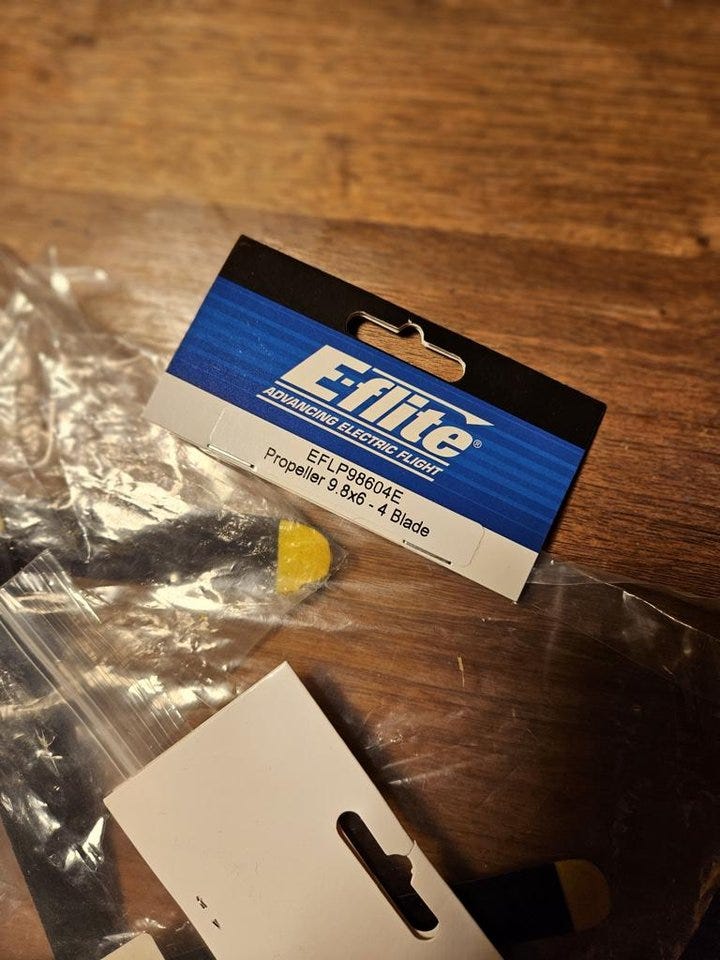 E-flite®
ADVANCING ELECTRIC FLIGHT
EFLP98604E
Propeller 9.8x6 - 4 Blade